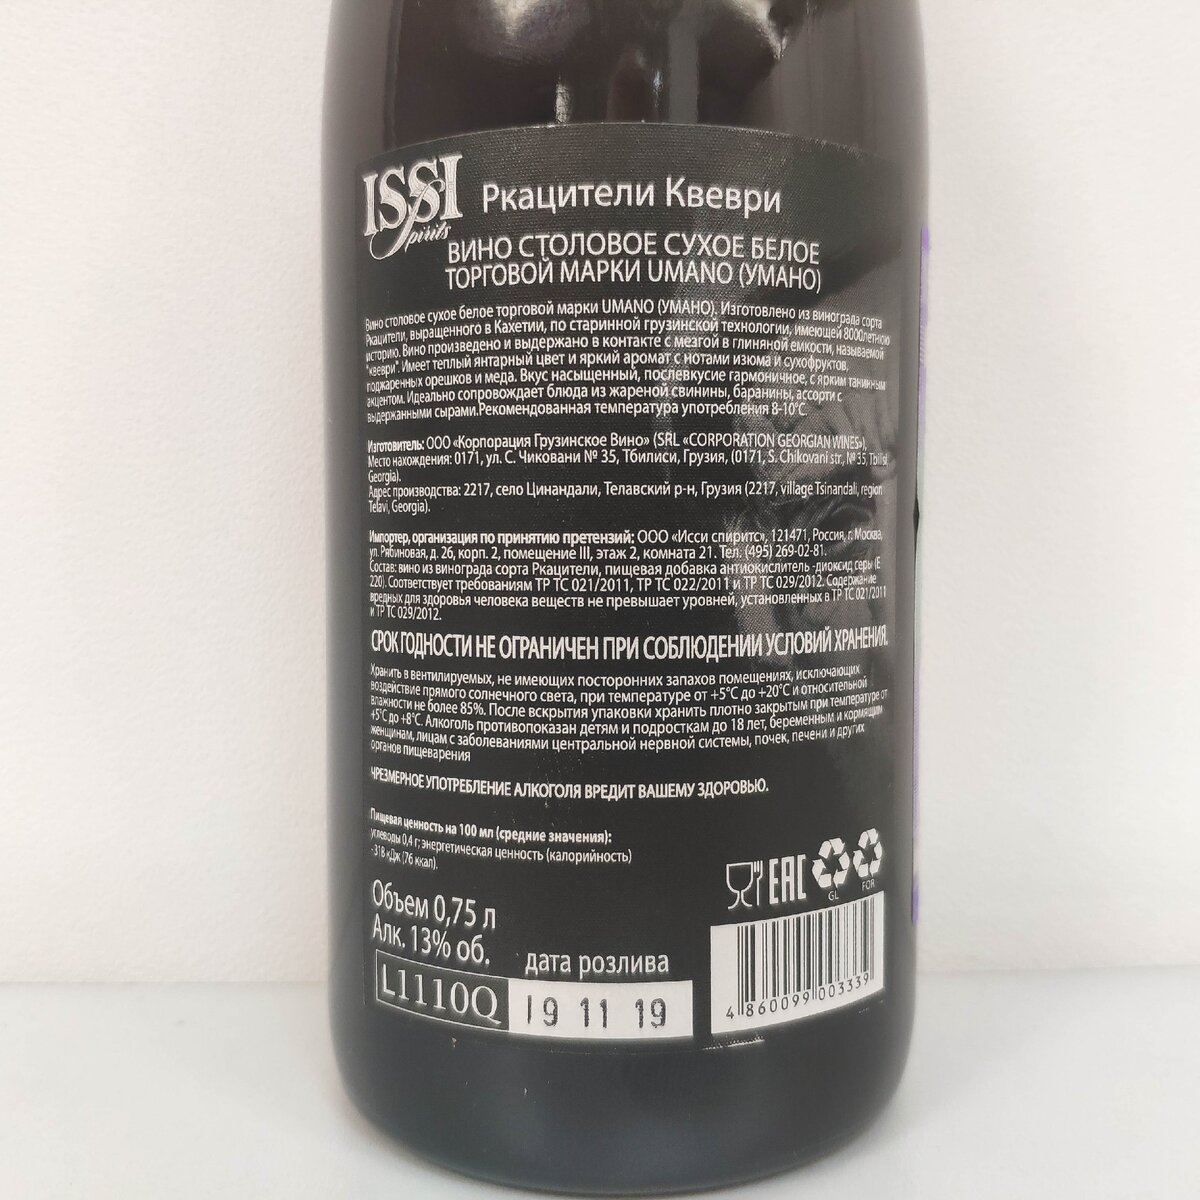 ISSI
Spirits
Ркацители Квеври
ВИНО СТОЛОВОЕ СУХОЕ БЕЛОЕ
ТОРГОВОЙ МАРКИ UMANO (УМАНО)
Вино столовое сухое белое торговой марки UMANO (УМАНО). Изготовлено из винограда сорта
Ркацители, выращенного в Кахетии, по старинной грузинской технологии, имеющей 8000летнюю
историю. Вино произведено и выдержано в контакте с мезгой в глиняной емкости, называемой
"квеври". Имеет теплый янтарный цвет и яркий аромат с нотами изюма и сухофруктов,
поджаренных орешков и меда. Вкус насыщенный, послевкусие гармоничное, с ярким танинным
акцентом. Идеально сопровождает блюда из жареной свинины, баранины, ассорти с
выдержанными сырами.Рекомендованная температура употребления 8-10°С
Изготовитель: ООО «Корпорация Грузинское Вино» (SRL «CORPORATION GEORGIAN WINES»),
Место нахождения: 0171, ул. С. Чиковани № 35, Тбилиси, Грузия, (0171, S. Chikovani str., № 35, Tbilisi
Georgia).
Адрес производства: 2217, село Цинандали, Телавский р-н, Грузия (2217, village Tsinandali, region
Telavi, Georgia).
Импортер, организация по принятию претензий: ООО «Исси спиритс», 121471, Россия, г. Москва,
ул. Рябиновая, д. 26, корп. 2, помещение III, этаж 2, комната 21. Тел. (495) 269-02-81.
Состав: вино из винограда сорта Ркацители, пищевая добавка антиокислитель -диоксид серы (Е
220). Соответствует требованиям ТР ТС 021/2011, ТР ТС 022/2011 и ТР ТС 029/2012. Содержание
вредных для здоровья человека веществ не превышает уровней, установленных в ТР ТС 021/2011
и ТР ТС 029/2012.
СРОК ГОДНОСТИ НЕ ОГРАНИЧЕН ПРИ СОБЛЮДЕНИИ УСЛОВИЙ ХРАНЕНИЯ.
Хранить в вентилируемых, не имеющих посторонних запахов помещениях, исключающих
воздействие прямого солнечного света, при температуре от +5°С до +20°С и относительной
влажности не более 85%. После вскрытия упаковки хранить плотно закрытым при температуре от
+5°С до +8°С. Алкоголь противопоказан детям и подросткам до 18 лет, беременным и кормящим
женщинам, лицам с заболеваниями центральной нервной системы, почек, печени и других
органов пищеварения
ЧРЕЗМЕРНОЕ УПОТРЕБЛЕНИЕ АЛКОГОЛЯ ВРЕДИТ ВАШЕМУ ЗДОРОВЬЮ.
Пищевая ценность на 100 мл (средние значения):
углеводы 0,4 г; энергетическая ценность (калорийность)
- 318 кДж (76 ккал).
EAC
GL
FOR
Объем 0,75 л
Алк. 13% об.
дата розлива
L1110Q
19 11 19
4 860099 003339